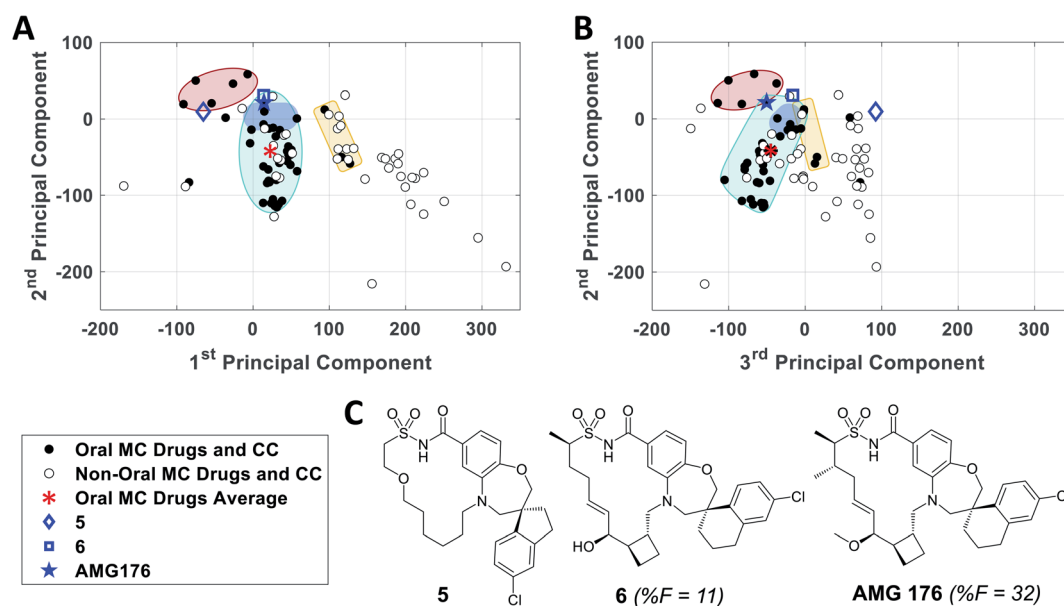 A
100
0
-100
-200
-200
-100
0
100
200
300
2nd Principal Component
1st Principal Component
B
100
0
-100
-200
-200
-100
0
100
200
300
2nd Principal Component
3rd Principal Component
Oral MC Drugs and CC
Non-Oral MC Drugs and CC
Oral MC Drugs Average
5
6
AMG176
C
O O O
S
NH
O
O
N
Cl
5
O O O
S
NH
O
N
Cl
HO
6 (%F = 11)
O O O
S
NH
O
N
O
AMG 176 (%F = 32)